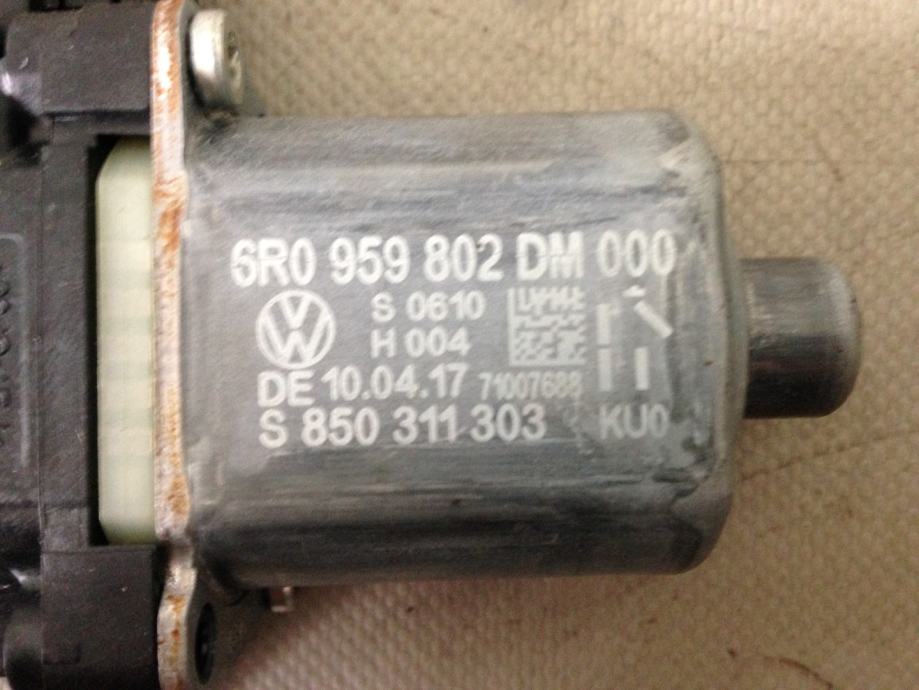 6R0 959 802 DM 000
S 0610
H 004
DE 10.04.17 71007688
S 850 311 303 KU0